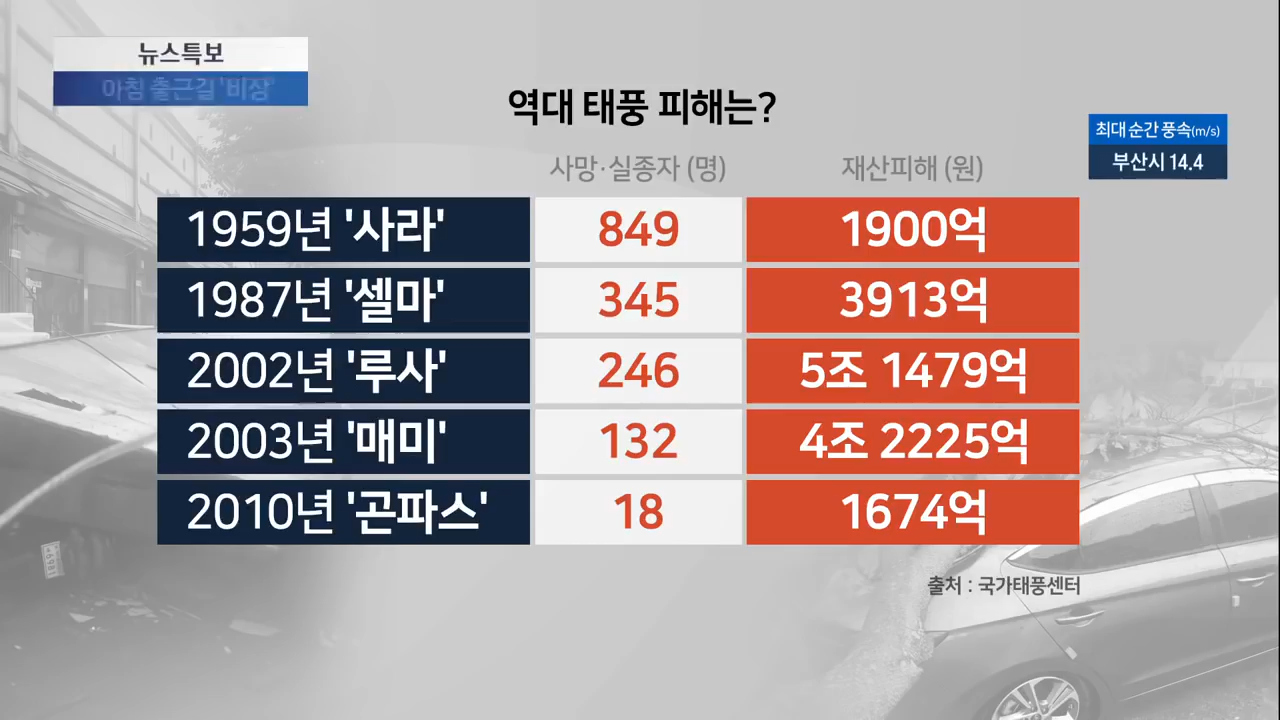 뉴스특보
아침 출근길 '비상'
역대 태풍 피해는?
최대 순간 풍속(m/s)
부산시 14.4
사망·실종자 (명) 재산피해 (원)
1959년 '사라' 849 1900억
1987년 '셀마' 345 3913억
2002년 '루사' 246 5조 1479억
2003년 '매미' 132 4조 2225억
2010년 '곤파스' 18 1674억
출처 : 국가태풍센터